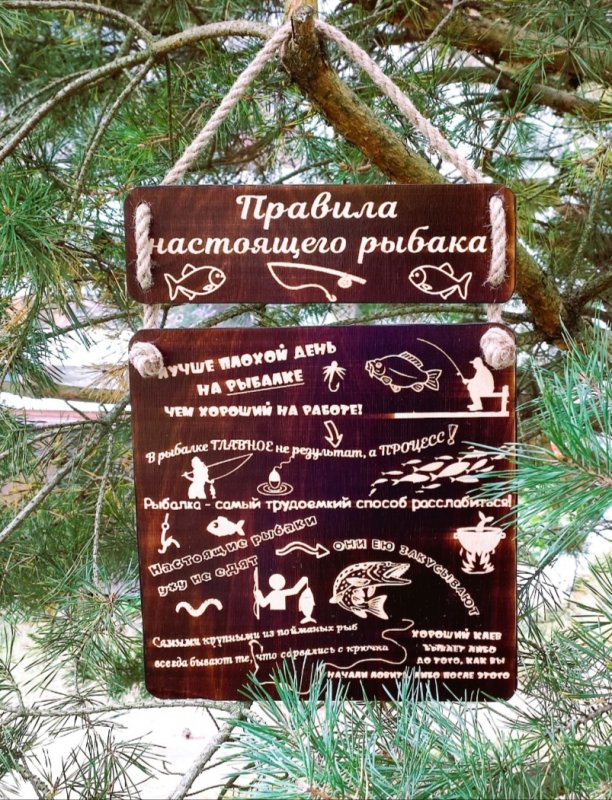 Правила
настоящего рыбака
ЛУЧШЕ ПЛОХОЙ ДЕНЬ
НА РЫБАЛКЕ
ЧЕМ ХОРОШИЙ НА РАБОТЕ!
В рыбалке ГЛАВНОЕ не результат, а ПРОЦЕСС!
Рыбалка - самый трудоемкий способ расслабиться!
Настоящие рыбаки
уху не едят
ОНИ ЕЮ ЗАКУСЫВАЮТ
Самыми крупными из пойманых рыб
всегда бывают те, что сорвались с крючка
ХОРОШИЙ КЛЕВ
БЫВАЕТ ЛИБО
ДО ТОГО, КАК ВЫ
НАЧАЛИ ЛОВИТЬ ЛИБО ПОСЛЕ ЭТОГО